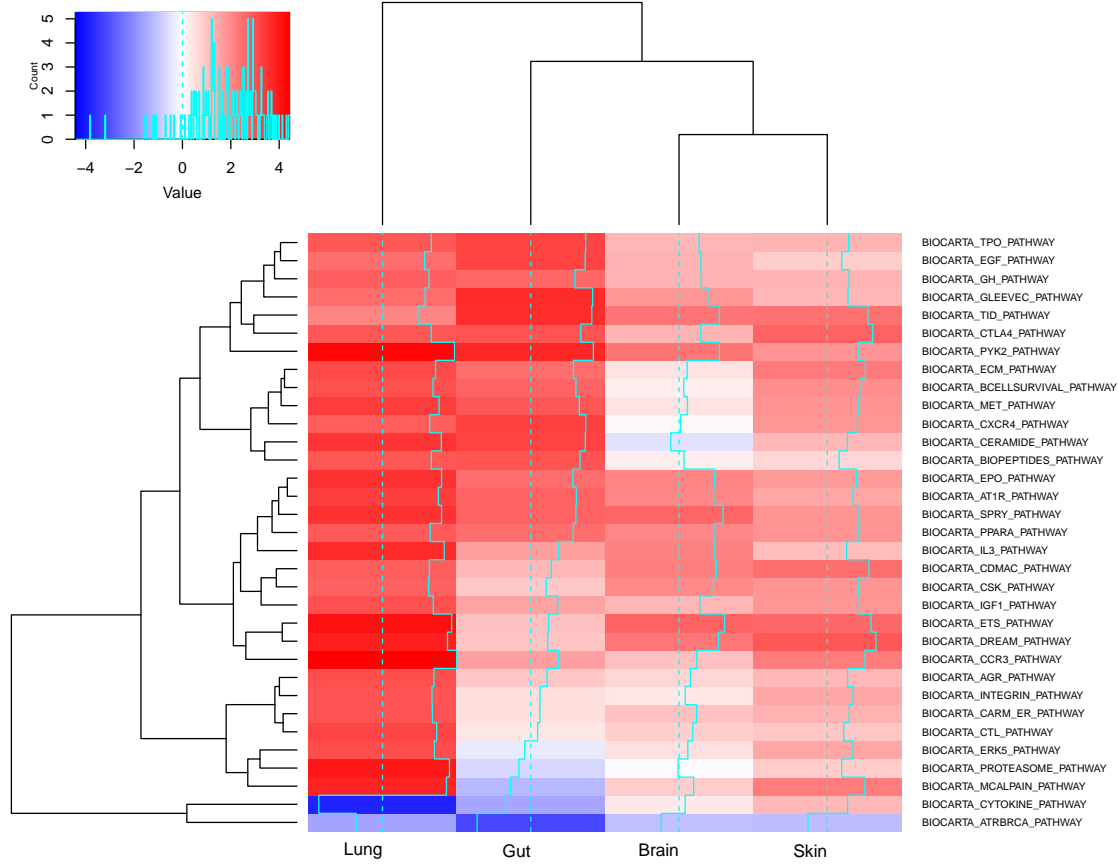 5
4
3
2
1
0
Count
−4 −2 0 2 4
Value
BIOCARTA_TPO_PATHWAY
BIOCARTA_EGF_PATHWAY
BIOCARTA_GH_PATHWAY
BIOCARTA_GLEEVEC_PATHWAY
BIOCARTA_TID_PATHWAY
BIOCARTA_CTLA4_PATHWAY
BIOCARTA_PYK2_PATHWAY
BIOCARTA_ECM_PATHWAY
BIOCARTA_BCELLSURVIVAL_PATHWAY
BIOCARTA_MET_PATHWAY
BIOCARTA_CXCR4_PATHWAY
BIOCARTA_CERAMIDE_PATHWAY
BIOCARTA_BIOPEPTIDES_PATHWAY
BIOCARTA_EPO_PATHWAY
BIOCARTA_AT1R_PATHWAY
BIOCARTA_SPRY_PATHWAY
BIOCARTA_PPARA_PATHWAY
BIOCARTA_IL3_PATHWAY
BIOCARTA_CDMAC_PATHWAY
BIOCARTA_CSK_PATHWAY
BIOCARTA_IGF1_PATHWAY
BIOCARTA_ETS_PATHWAY
BIOCARTA_DREAM_PATHWAY
BIOCARTA_CCR3_PATHWAY
BIOCARTA_AGR_PATHWAY
BIOCARTA_INTEGRIN_PATHWAY
BIOCARTA_CARM_ER_PATHWAY
BIOCARTA_CTL_PATHWAY
BIOCARTA_ERK5_PATHWAY
BIOCARTA_PROTEASOME_PATHWAY
BIOCARTA_MCALPAIN_PATHWAY
BIOCARTA_CYTOKINE_PATHWAY
BIOCARTA_ATRBRCA_PATHWAY
Lung Gut Brain Skin